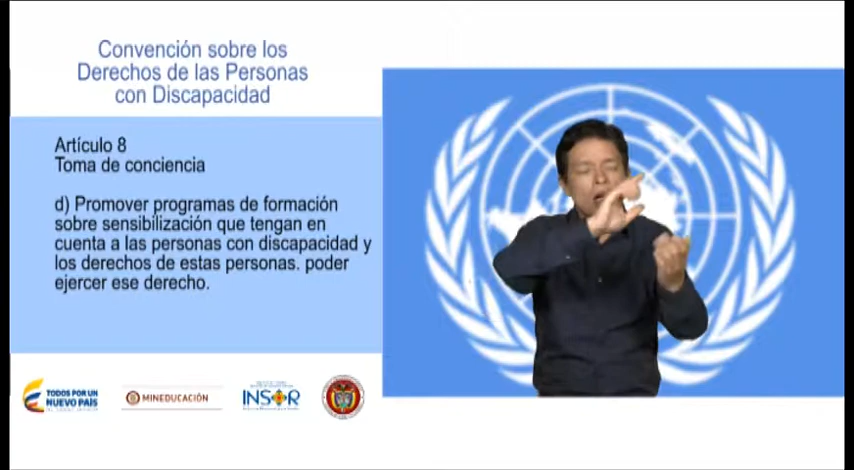 Convención sobre los
Derechos de las Personas
con Discapacidad
Artículo 8
Toma de conciencia
d) Promover programas de formación
sobre sensibilización que tengan en
cuenta a las personas con discapacidad y
los derechos de estas personas. poder
ejercer ese derecho.
TODOS POR UN
NUEVO PAÍS
MINEDUCACIÓN
INSOR